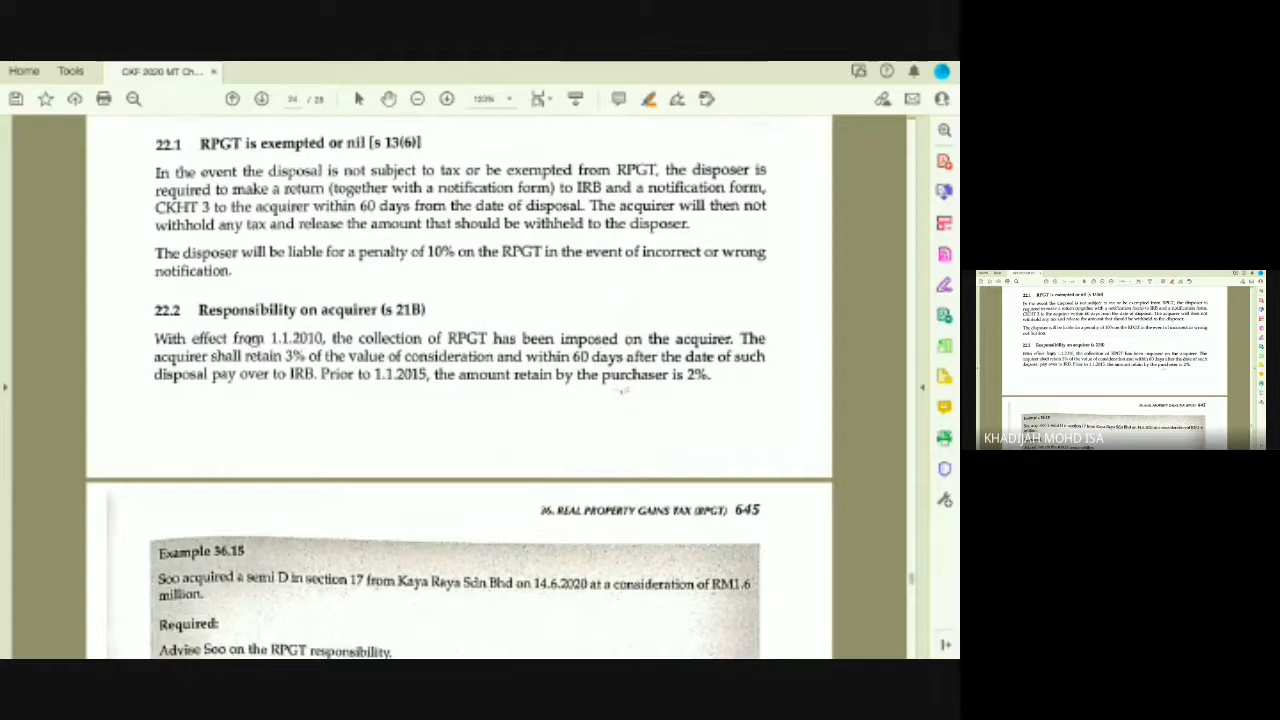 Home Tools CKF 2020 MT Ch... ×
24 / 28
22.1 RPGT is exempted or nil [s 13(6)]
In the event the disposal is not subject to tax or be exempted from RPGT, the disposer is
required to make a return (together with a notification form) to IRB and a notification form,
CKHT 3 to the acquirer within 60 days from the date of disposal. The acquirer will then not
withhold any tax and release the amount that should be withheld to the disposer.
The disposer will be liable for a penalty of 10% on the RPGT in the event of incorrect or wrong
notification.
22.2 Responsibility on acquirer (s 21B)
With effect from 1.1.2010, the collection of RPGT has been imposed on the acquirer. The
acquirer shall retain 3% of the value of consideration and within 60 days after the date of such
disposal pay over to IRB. Prior to 1.1.2015, the amount retain by the purchaser is 2%.
36. REAL PROPERTY GAINS TAX (RPGT) 645
Example 36.15
Soo acquired a semi D in section 17 from Kaya Raya Sdn Bhd on 14.6.2020 at a consideration of RM1.6
million.
Required:
Advise Soo on the RPGT responsibility.
KHADIJAH MOHD ISA